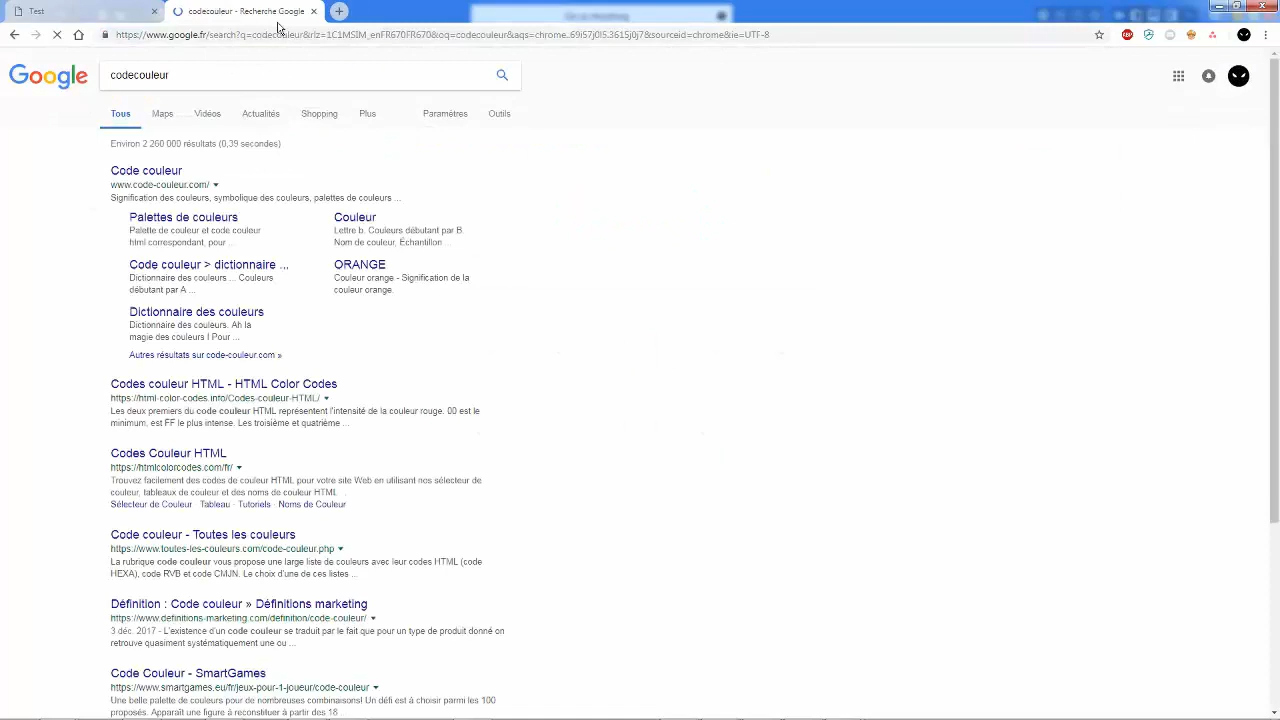 Test
codecouleur - Recherche Google
https://www.google.fr/search?q=codecouleur&rlz=1C1MSIM_enFR670FR670&oq=codecouleur&aqs=chrome..69i57j0l5.3615j0j7&sourceid=chrome&ie=UTF-8
Google
codecouleur
Tous Maps Vidéos Actualités Shopping Plus Paramètres Outils
Environ 2 260 000 résultats (0,39 secondes)
Code couleur
www.code-couleur.com/
Signification des couleurs, symbolique des couleurs, palettes de couleurs ...
Palettes de couleurs
Palette de couleur et code couleur
html correspondant, pour ...
Couleur
Lettre b. Couleurs débutant par B.
Nom de couleur, Échantillon ...
Code couleur > dictionnaire ...
Dictionnaire des couleurs ... Couleurs
débutant par A ...
ORANGE
Couleur orange - Signification de la
couleur orange.
Dictionnaire des couleurs
Dictionnaire des couleurs. Ah la
magie des couleurs ! Pour ...
Autres résultats sur code-couleur.com »
Codes couleur HTML - HTML Color Codes
https://html-color-codes.info/Codes-couleur-HTML/
Les deux premiers du code couleur HTML représentent l'intensité de la couleur rouge. 00 est le
minimum, est FF le plus intense. Les troisième et quatrième ...
Codes Couleur HTML
https://htmlcolorcodes.com/fr/
Trouvez facilement des codes de couleur HTML pour votre site Web en utilisant nos sélecteur de
couleur, tableaux de couleur et des noms de couleur HTML.
Sélecteur de Couleur · Tableau · Tutoriels · Noms de Couleur
Code couleur - Toutes les couleurs
https://www.toutes-les-couleurs.com/code-couleur.php
La rubrique code couleur vous propose une large liste de couleurs avec leur codes HTML (code
HEXA), code RVB et code CMJN. Le choix d'une de ces listes ...
Définition : Code couleur » Définitions marketing
https://www.definitions-marketing.com/definition/code-couleur/
3 déc. 2017 - L'existence d'un code couleur se traduit par le fait que pour un type de produit donné on
retrouve quasiment systématiquement une ou ...
Code Couleur - SmartGames
https://www.smartgames.eu/fr/jeux-pour-1-joueur/code-couleur
Une belle palette de couleurs pour de nombreuses combinaisons! Un défi est à choisir parmi les 100
proposés. Apparaît une figure à reconstituer à partir des 18 ...